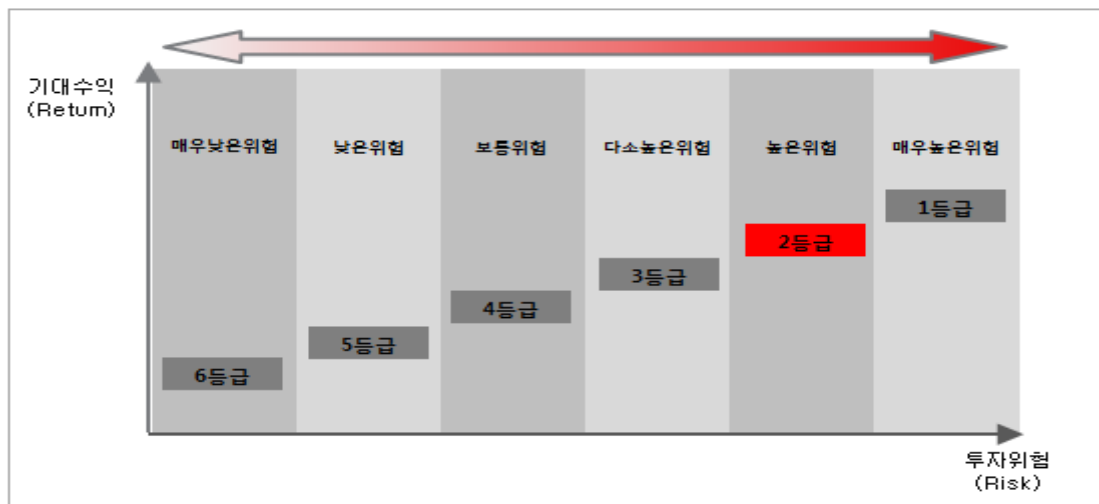 기대수익
(Retum)
매우낮은위험
낮은위험
보통위험
다소높은위험
높은위험
매우높은위험
1등급
2등급
3등급
4등급
5등급
6등급
투자위험
(Risk)